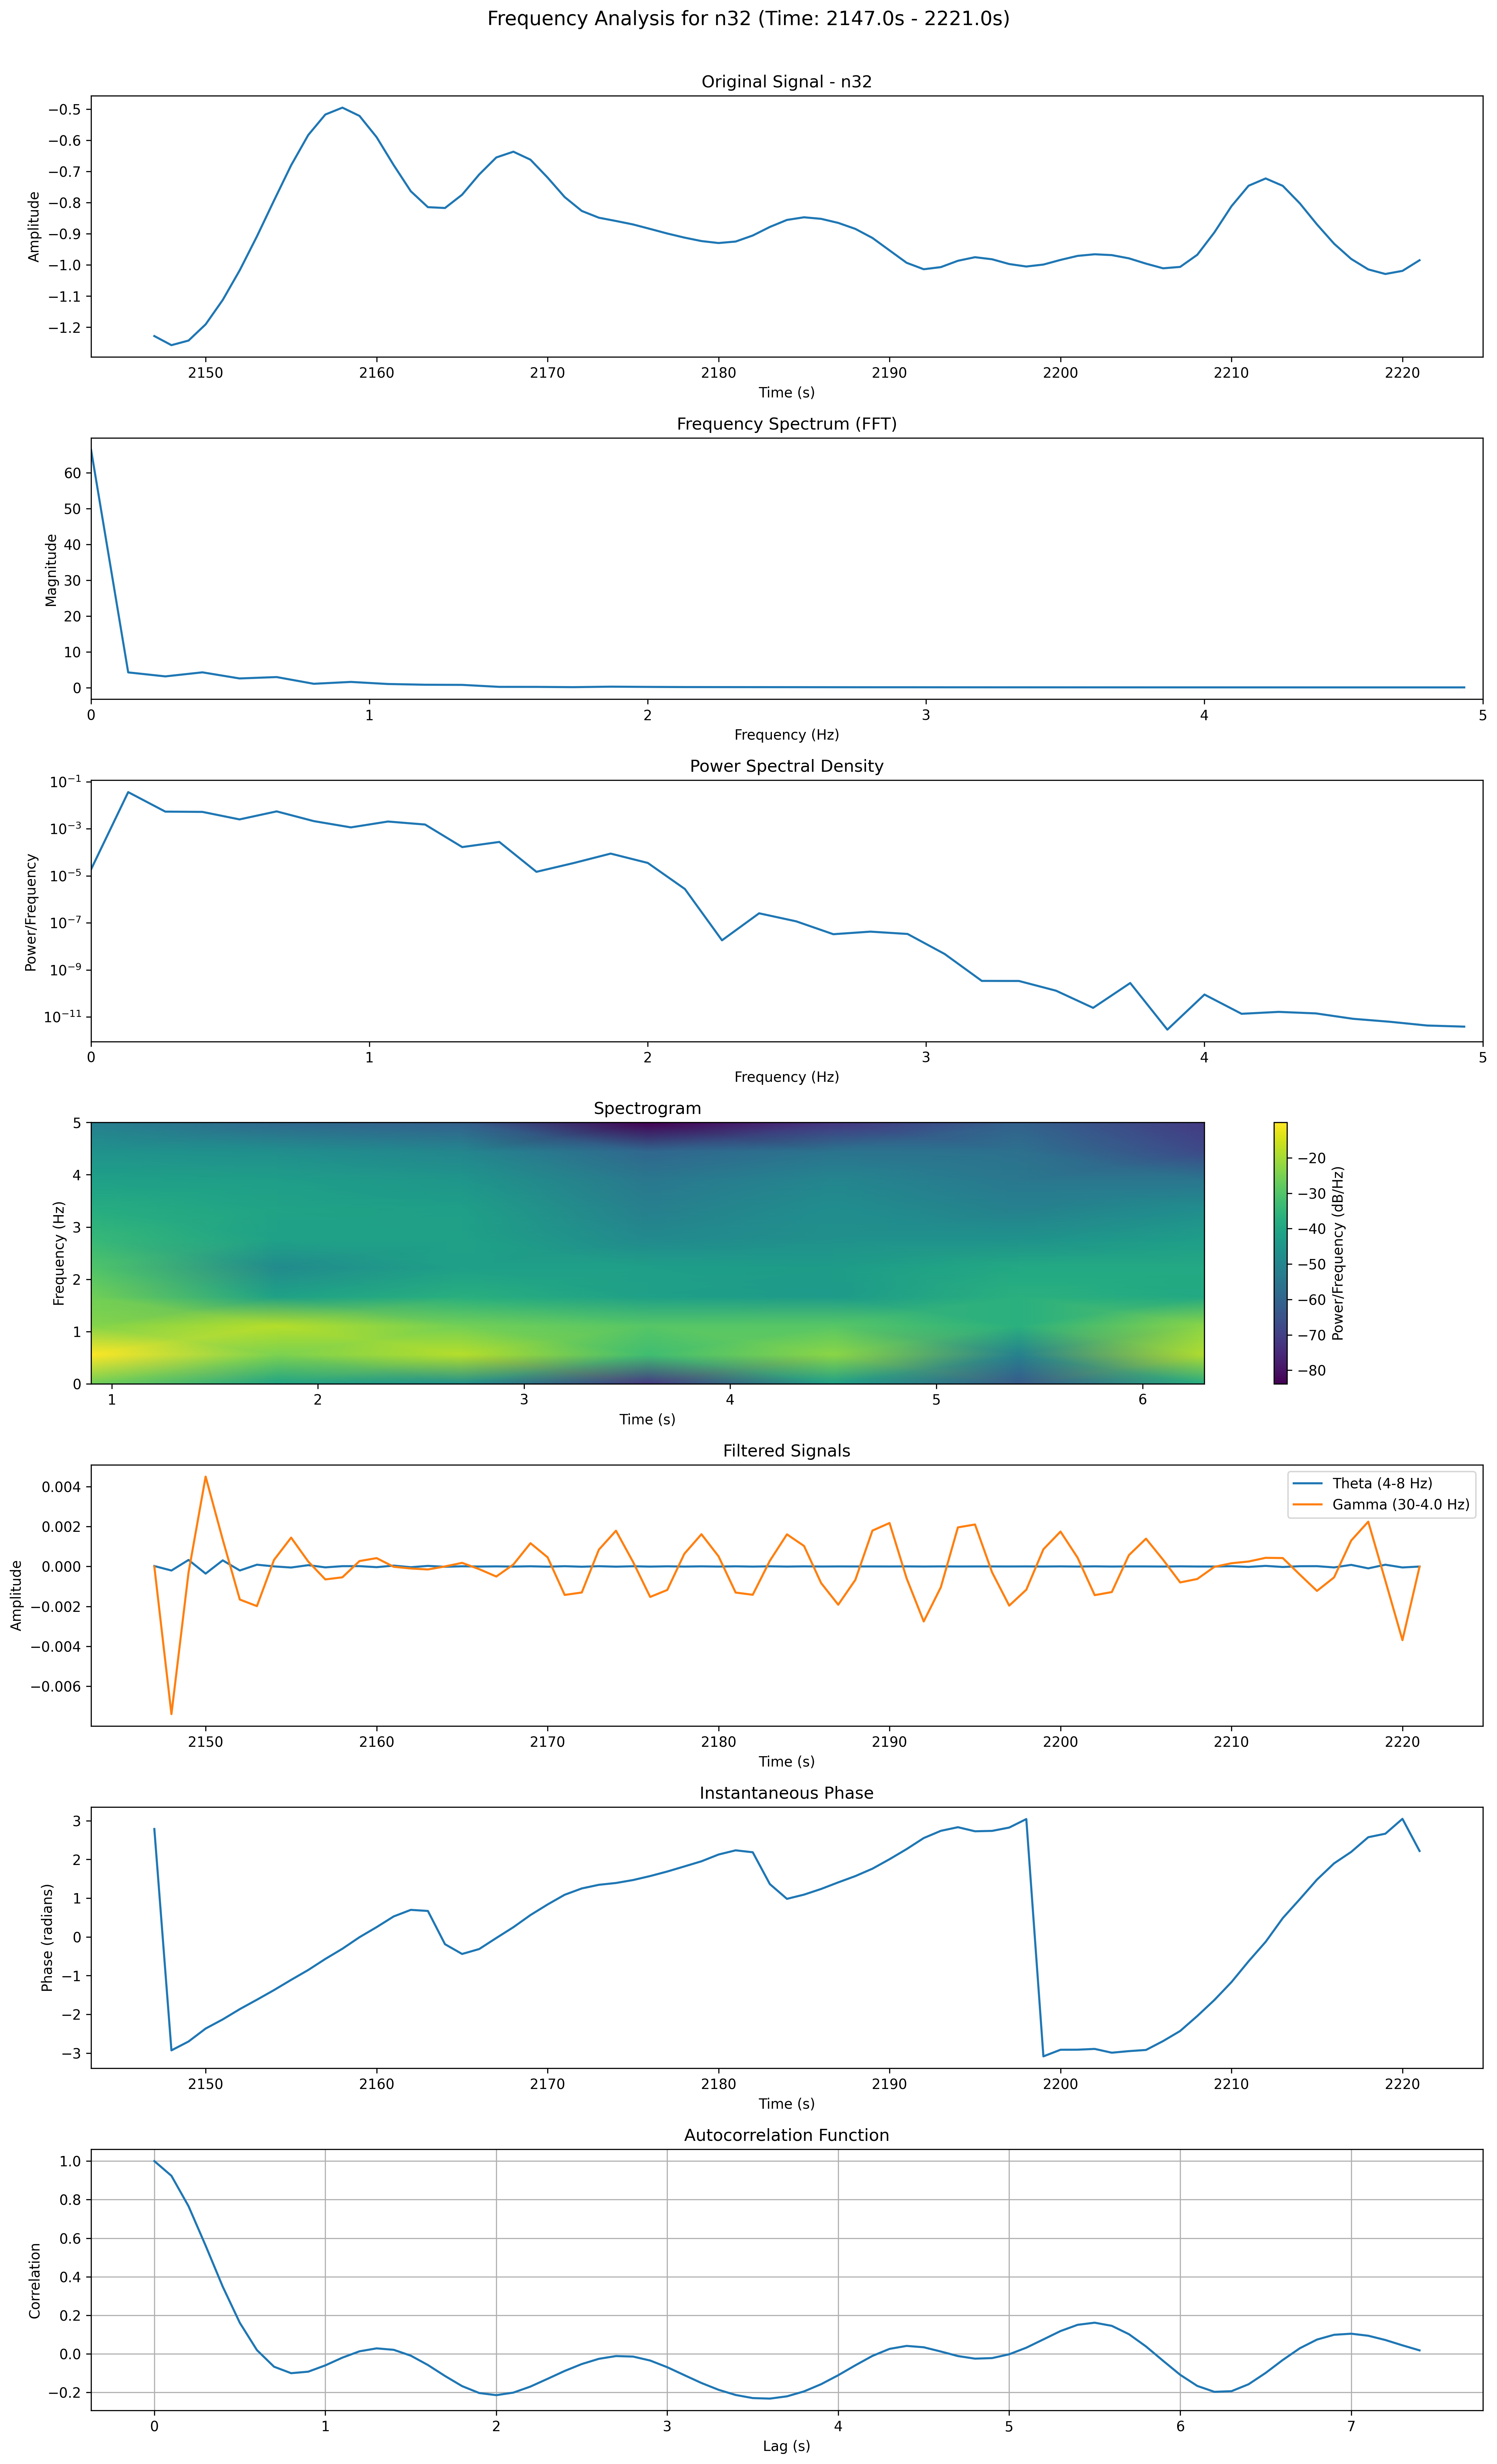 Frequency Analysis for n32 (Time: 2147.0s - 2221.0s)
Original Signal - n32
Amplitude
−0.5
−0.6
−0.7
−0.8
−0.9
−1.0
−1.1
−1.2
2150 2160 2170 2180 2190 2200 2210 2220
Time (s)
Frequency Spectrum (FFT)
Magnitude
60
50
40
30
20
10
0
0 1 2 3 4 5
Frequency (Hz)
Power Spectral Density
Power/Frequency
10⁻¹
10⁻³
10⁻⁵
10⁻⁷
10⁻⁹
10⁻¹¹
0 1 2 3 4 5
Frequency (Hz)
Spectrogram
Frequency (Hz)
5
4
3
2
1
0
1 2 3 4 5 6
Time (s)
−20
−30
−40
−50
−60
−70
−80
Power/Frequency (dB/Hz)
Filtered Signals
Amplitude
0.004
0.002
0.000
−0.002
−0.004
−0.006
Theta (4-8 Hz)
Gamma (30-4.0 Hz)
2150 2160 2170 2180 2190 2200 2210 2220
Time (s)
Instantaneous Phase
Phase (radians)
3
2
1
0
−1
−2
−3
2150 2160 2170 2180 2190 2200 2210 2220
Time (s)
Autocorrelation Function
Correlation
1.0
0.8
0.6
0.4
0.2
0.0
−0.2
0 1 2 3 4 5 6 7
Lag (s)